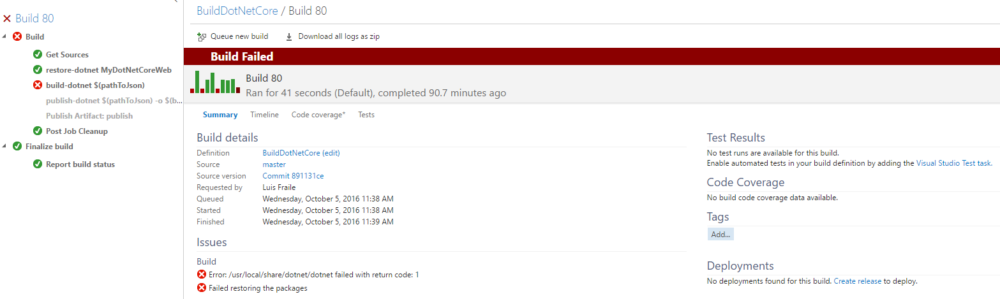 Build 80
Build
Get Sources
restore-dotnet MyDotNetCoreWeb
build-dotnet $(pathToJson)
publish-dotnet $(pathToJson) -o $(b...
Publish Artifact: publish
Post Job Cleanup
Finalize build
Report build status
BuildDotNetCore / Build 80
Queue new build Download all logs as zip
Build Failed
Build 80
Ran for 41 seconds (Default), completed 90.7 minutes ago
Summary Timeline Code coverage* Tests
Build details
Definition BuildDotNetCore (edit)
Source master
Source version Commit 891131ce
Requested by Luis Fraile
Queued Wednesday, October 5, 2016 11:38 AM
Started Wednesday, October 5, 2016 11:38 AM
Finished Wednesday, October 5, 2016 11:39 AM
Issues
Build
Error: /usr/local/share/dotnet/dotnet failed with return code: 1
Failed restoring the packages
Test Results
No test runs are available for this build.
Enable automated tests in your build definition by adding the Visual Studio Test task.
Code Coverage
No build code coverage data available.
Tags
Add...
Deployments
No deployments found for this build. Create release to deploy.